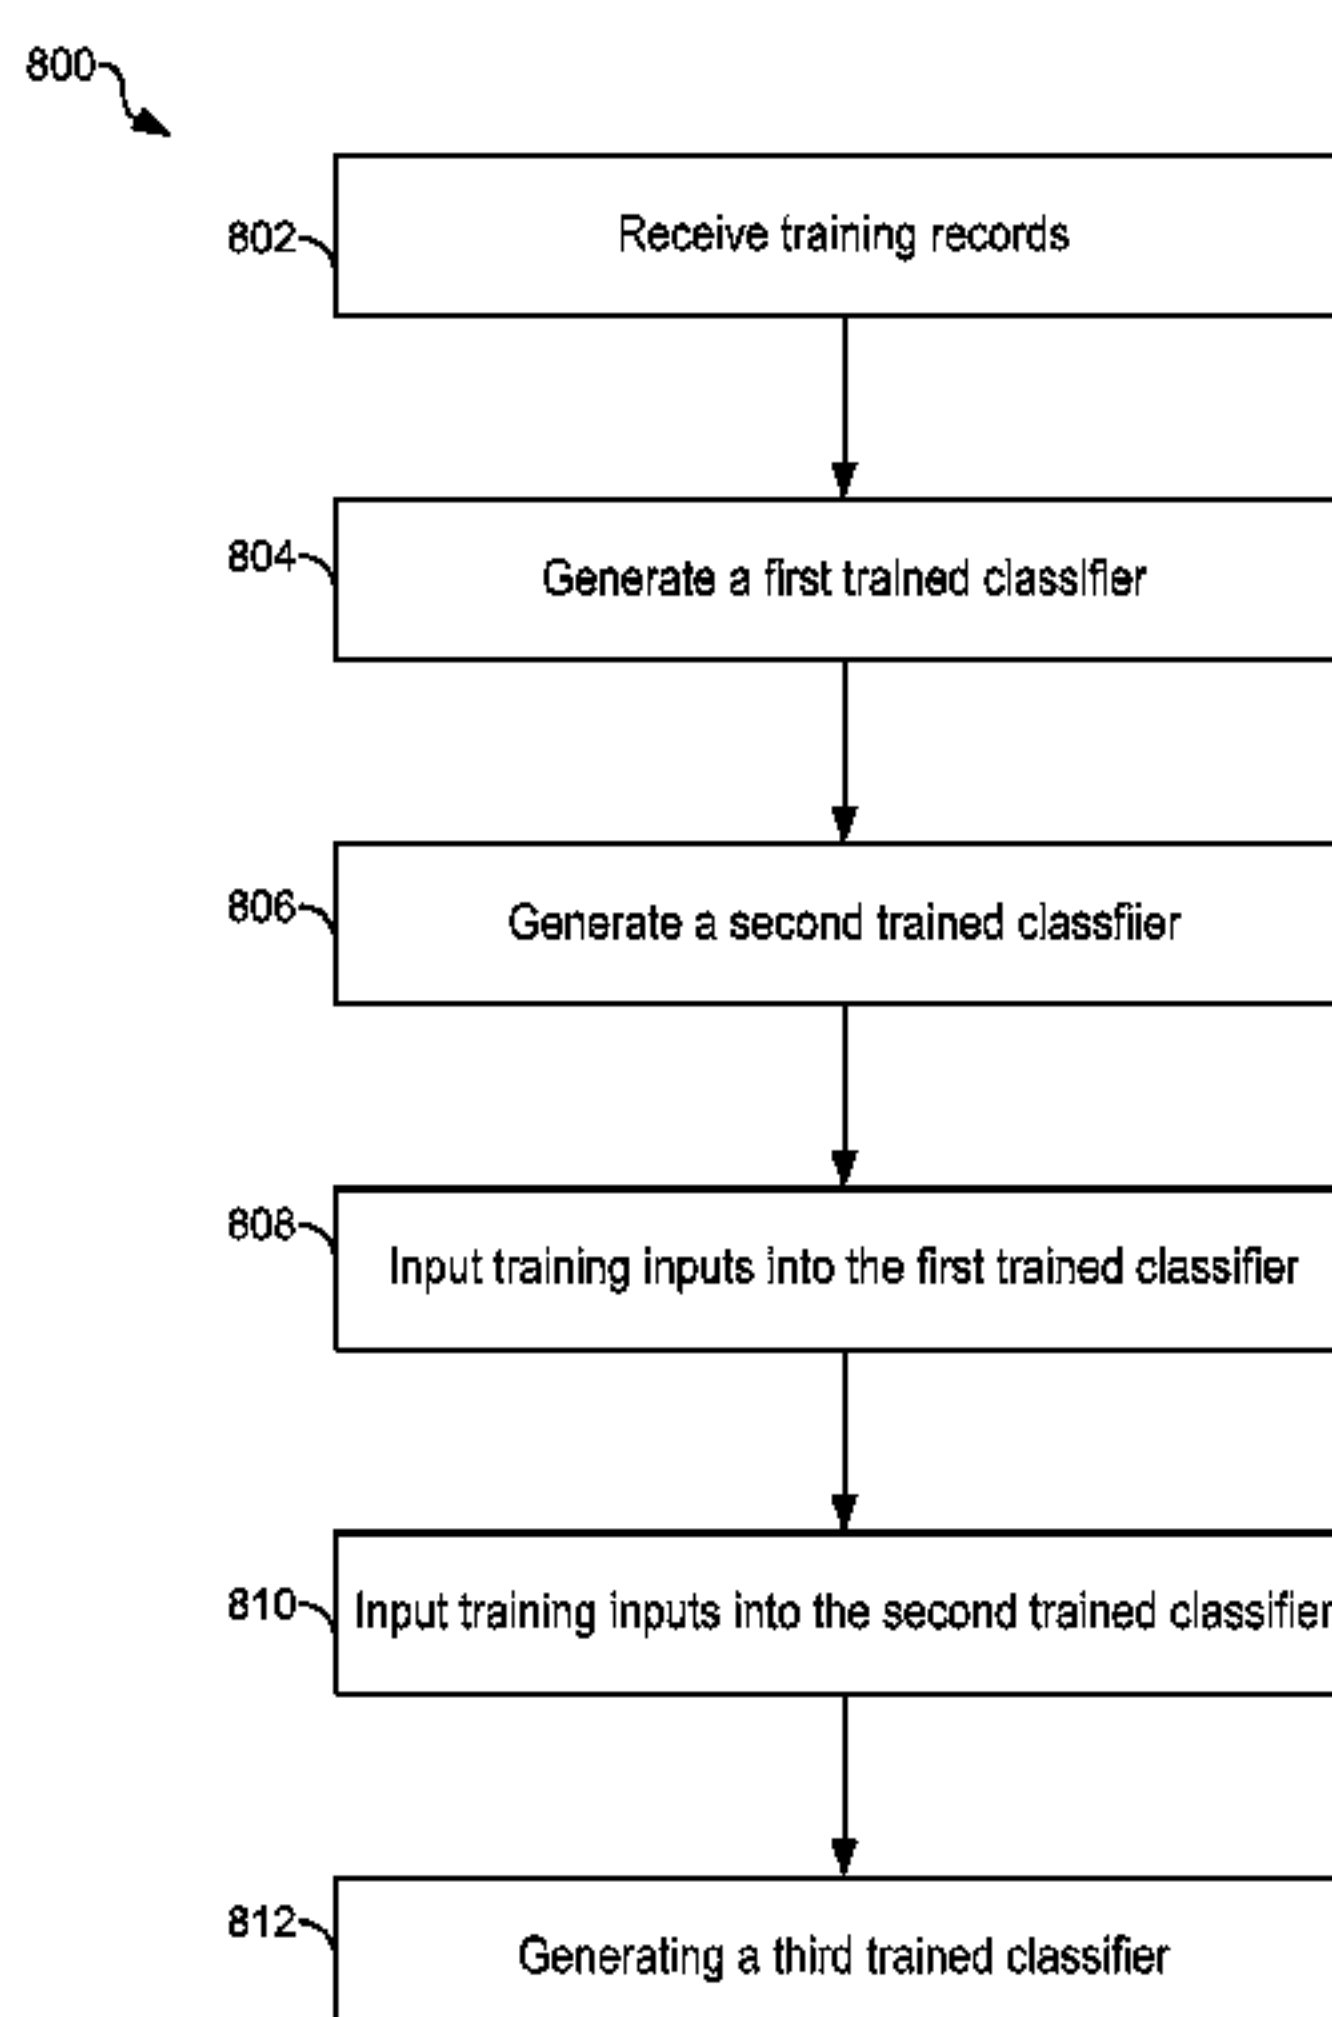 800
802
Receive training records
804
Generate a first trained classifier
806
Generate a second trained classfiier
808
Input training inputs into the first trained classifier
810
Input training inputs into the second trained classifier
812
Generating a third trained classifier